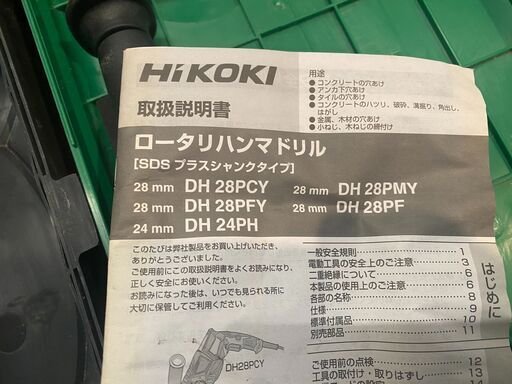 HiKOKI
取扱説明書
用途
● コンクリートの穴あけ
● アンカ下穴あけ
● タイルの穴あけ
● コンクリートのハツリ、破砕、溝掘り、角出し、
はがし
● 金属、木材の穴あけ
● 小ねじ、木ねじの締付け
ロータリハンマドリル
[SDS プラスシャンクタイプ]
28 mm DH 28PCY 28 mm DH 28PMY
28 mm DH 28PFY 28 mm DH 28PF
24 mm DH 24PH
このたびは弊社製品をお買い上げいただき、
ありがとうございます。
ご使用前にこの取扱説明書をよくお読みになり、
正しく安全にお使いください。
お読みになった後は、いつでも見られる所に
大切に保管してご利用ください。
DH28PCY
はじめに
一般安全規則 1
電動工具の安全上のご注意 3
二重絶縁について 6
本製品の使用上のご注意 6
各部の名称 8
仕様 9
標準付属品 10
別売部品 11
ご使用前の点検 12
工具の取付け・取りはずし 13